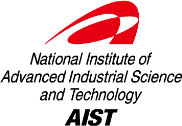 National Institute of
Advanced Industrial Science
and Technology
AIST